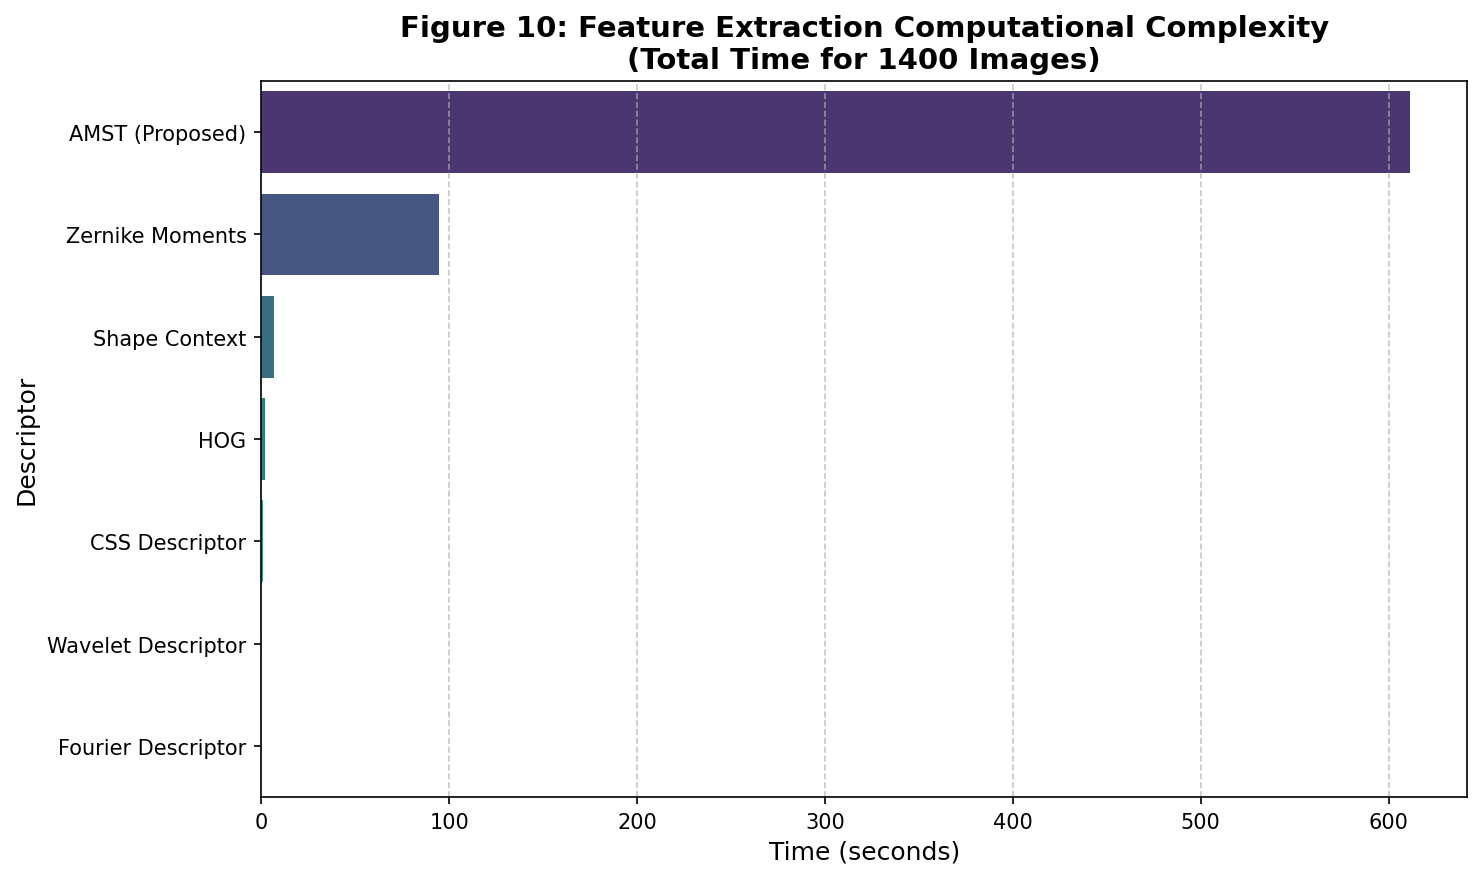 Figure 10: Feature Extraction Computational Complexity
(Total Time for 1400 Images)
AMST (Proposed)
Zernike Moments
Shape Context
HOG
CSS Descriptor
Wavelet Descriptor
Fourier Descriptor
Descriptor
0 100 200 300 400 500 600
Time (seconds)